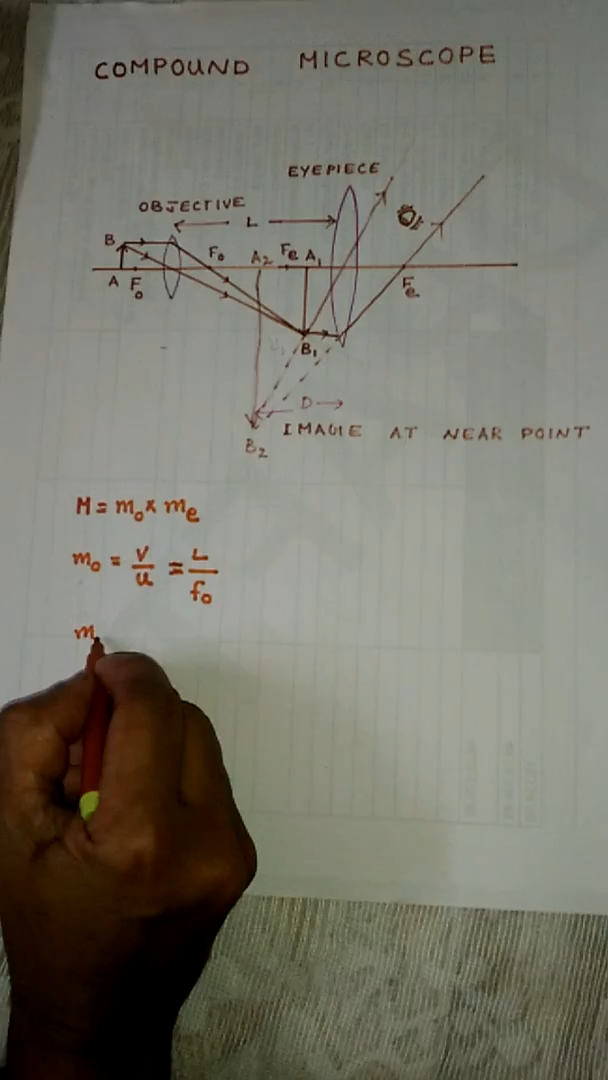 COMPOUND MICROSCOPE
EYEPIECE
OBJECTIVE
L
B
F₀ A₂ Fe A₁
A F₀
Fe
B₁
D
IMAGE AT NEAR POINT
B₂
M = m₀ x me
m₀ = V/u = L/f₀
m